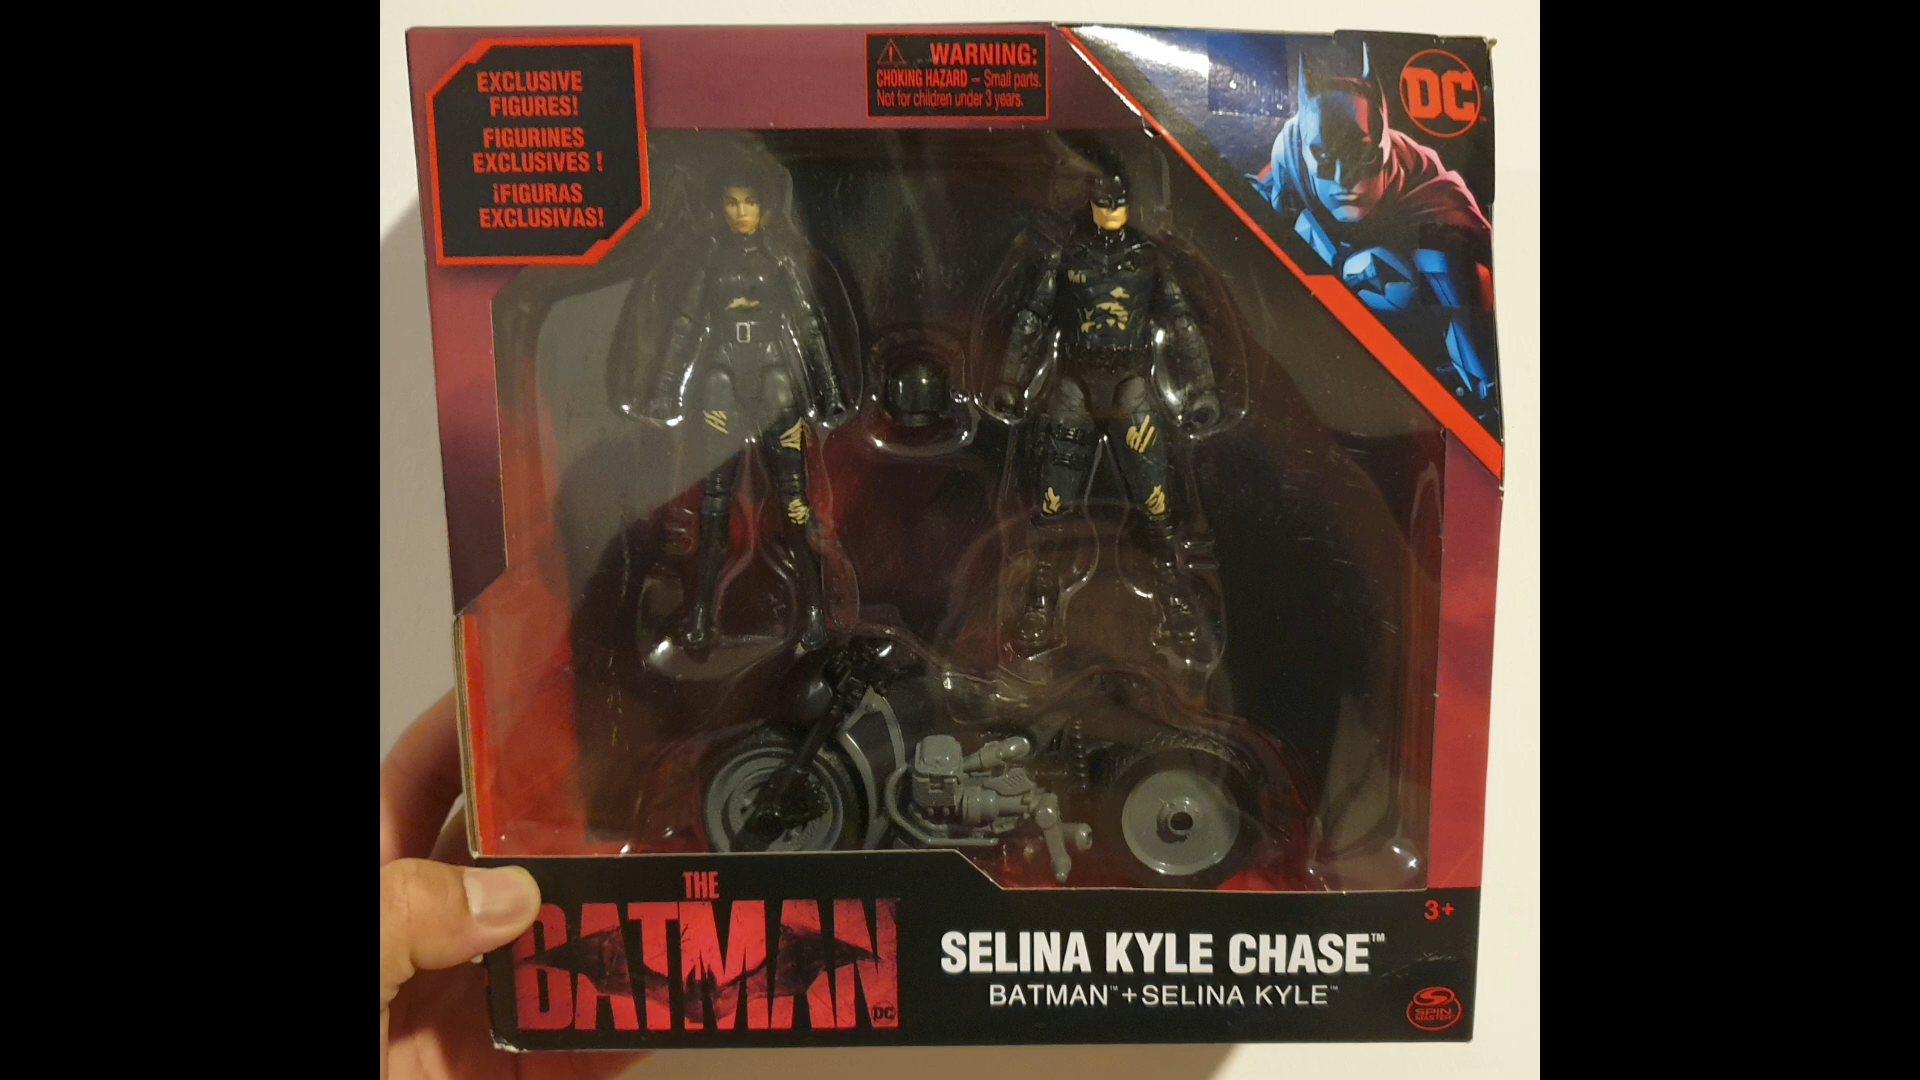 EXCLUSIVE
FIGURES!
FIGURINES
EXCLUSIVES !
¡FIGURAS
EXCLUSIVAS!
WARNING:
CHOKING HAZARD – Small parts.
Not for children under 3 years.
DC
THE
BATMAN
DC
SELINA KYLE CHASE™
BATMAN™ + SELINA KYLE™
3+
SPIN
MASTER